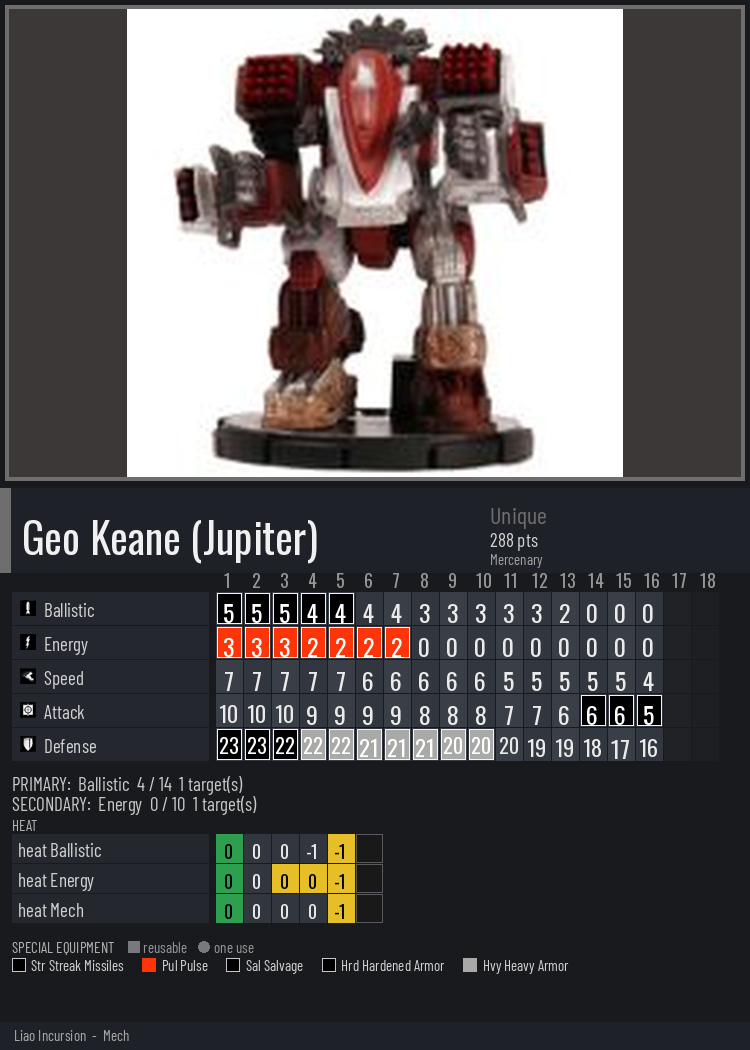 Geo Keane (Jupiter)
Unique
288 pts
Mercenary
1 2 3 4 5 6 7 8 9 10 11 12 13 14 15 16 17 18
Ballistic 5 5 5 4 4 4 4 3 3 3 3 3 2 0 0 0
Energy 3 3 3 2 2 2 2 0 0 0 0 0 0 0 0 0
Speed 7 7 7 7 7 6 6 6 6 6 5 5 5 5 5 4
Attack 10 10 10 9 9 9 9 8 8 8 7 7 6 6 6 5
Defense 23 23 22 22 22 21 21 21 20 20 20 19 19 18 17 16
PRIMARY: Ballistic 4 / 14 1 target(s)
SECONDARY: Energy 0 / 10 1 target(s)
HEAT
heat Ballistic 0 0 0 -1 -1
heat Energy 0 0 0 0 -1
heat Mech 0 0 0 0 -1
SPECIAL EQUIPMENT reusable one use
Str Streak Missiles Pul Pulse Sal Salvage Hrd Hardened Armor Hvy Heavy Armor
Liao Incursion - Mech